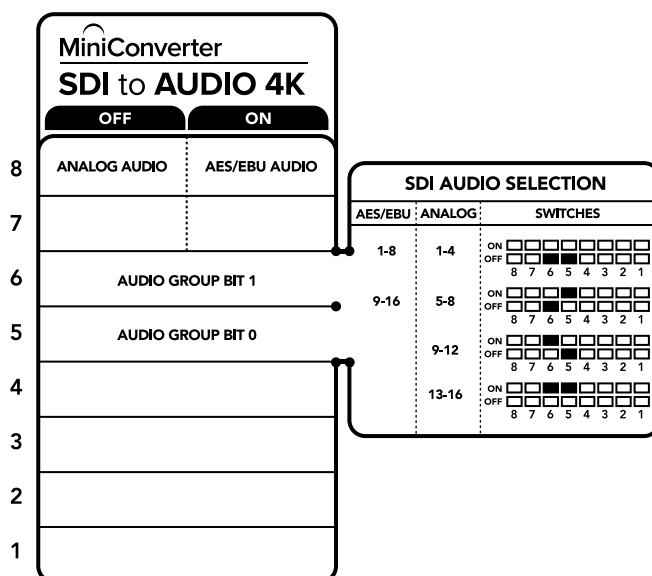 MiniConverter
SDI to AUDIO 4K
OFF ON
8 ANALOG AUDIO AES/EBU AUDIO
7
6 AUDIO GROUP BIT 1
5 AUDIO GROUP BIT 0
4
3
2
1
SDI AUDIO SELECTION
AES/EBU ANALOG SWITCHES
1-8 1-4 ON
OFF
8 7 6 5 4 3 2 1
9-16 5-8 ON
OFF
8 7 6 5 4 3 2 1
9-12 ON
OFF
8 7 6 5 4 3 2 1
13-16 ON
OFF
8 7 6 5 4 3 2 1